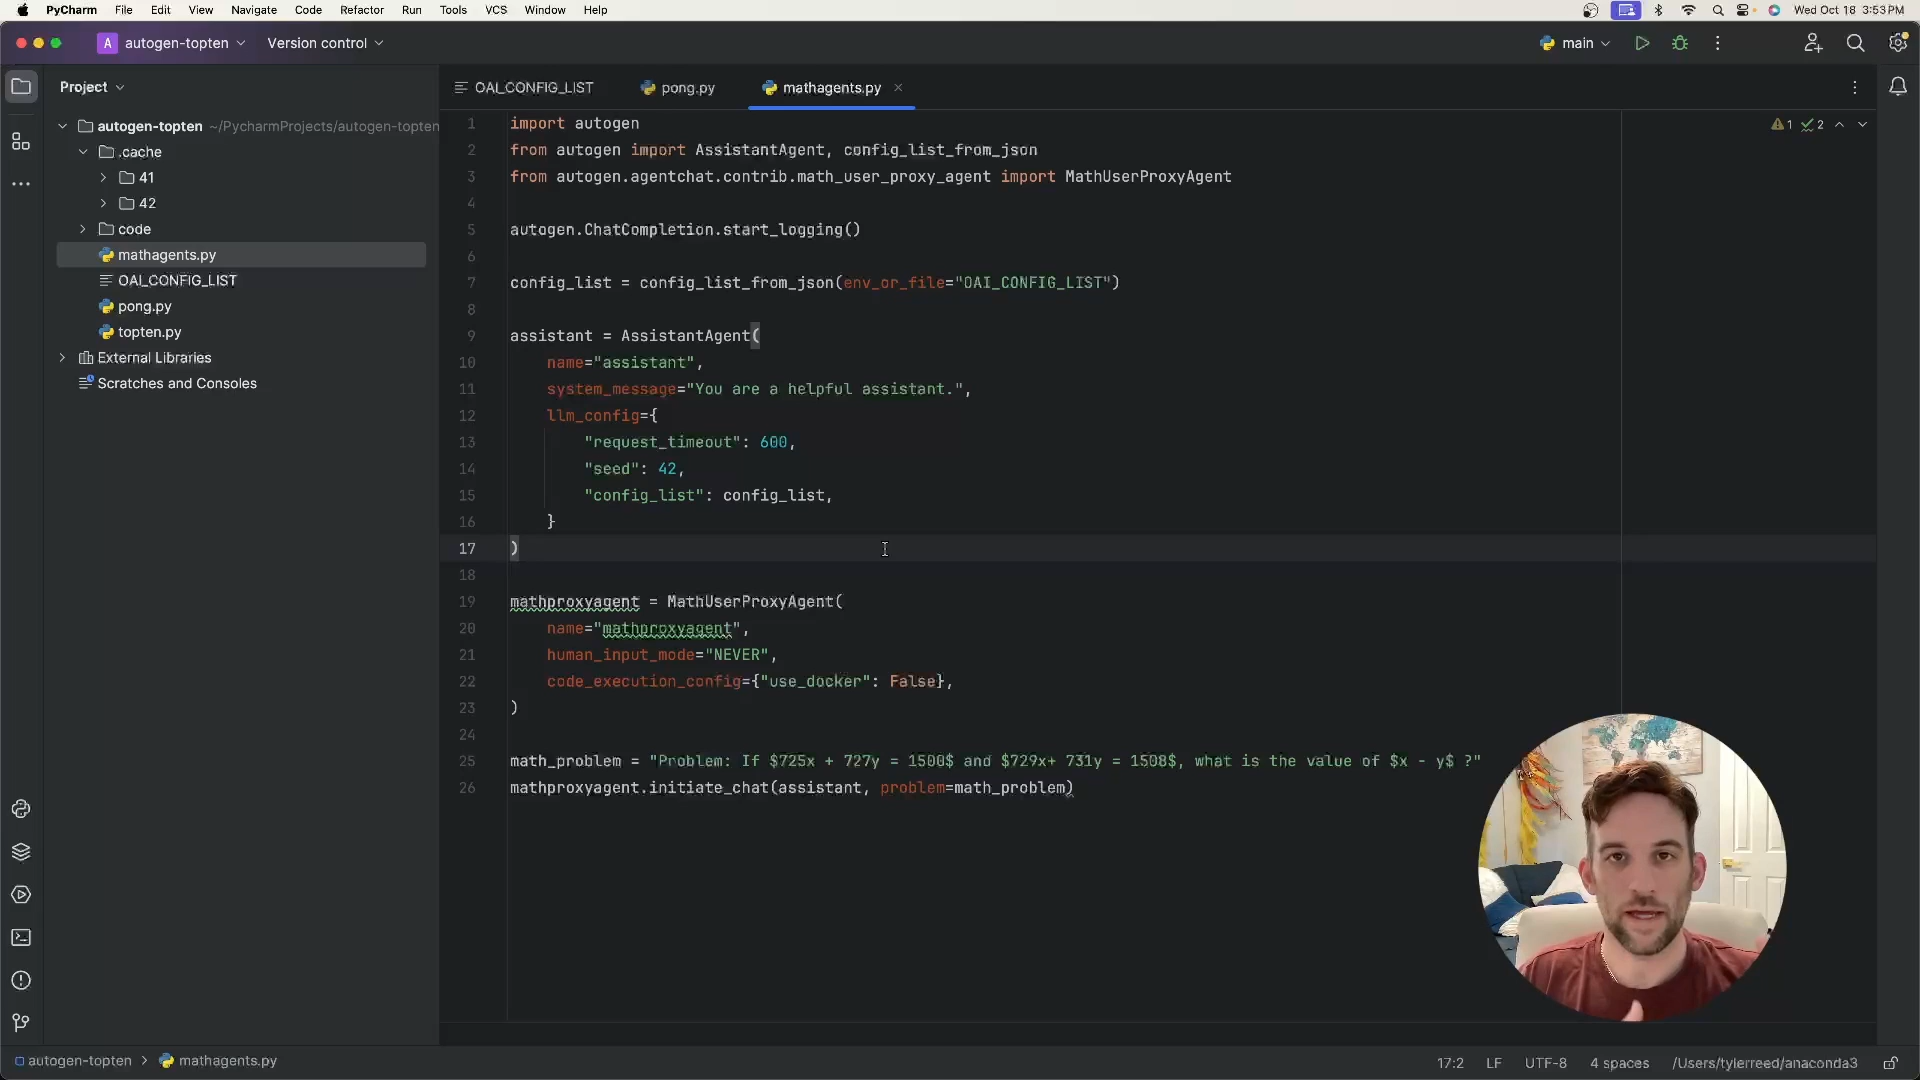 PyCharm File Edit View Navigate Code Refactor Run Tools VCS Window Help Wed Oct 18 3:53 PM
A autogen-topten Version control main
Project OAI_CONFIG_LIST pong.py mathagents.py
autogen-topten ~/PycharmProjects/autogen-topten
.cache
41
42
code
mathagents.py
OAI_CONFIG_LIST
pong.py
topten.py
External Libraries
Scratches and Consoles
1 2
1 import autogen
2 from autogen import AssistantAgent, config_list_from_json
3 from autogen.agentchat.contrib.math_user_proxy_agent import MathUserProxyAgent
4
5 autogen.ChatCompletion.start_logging()
6
7 config_list = config_list_from_json(env_or_file="OAI_CONFIG_LIST")
8
9 assistant = AssistantAgent(
10 name="assistant",
11 system_message="You are a helpful assistant.",
12 llm_config={
13 "request_timeout": 600,
14 "seed": 42,
15 "config_list": config_list,
16 }
17 )
18
19 mathproxyagent = MathUserProxyAgent(
20 name="mathproxyagent",
21 human_input_mode="NEVER",
22 code_execution_config={"use_docker": False},
23 )
24
25 math_problem = "Problem: If $725x + 727y = 1500$ and $729x+ 731y = 1508$, what is the value of $x - y$ ?"
26 mathproxyagent.initiate_chat(assistant, problem=math_problem)
autogen-topten > mathagents.py 17:2 LF UTF-8 4 spaces /Users/tylerreed/anaconda3